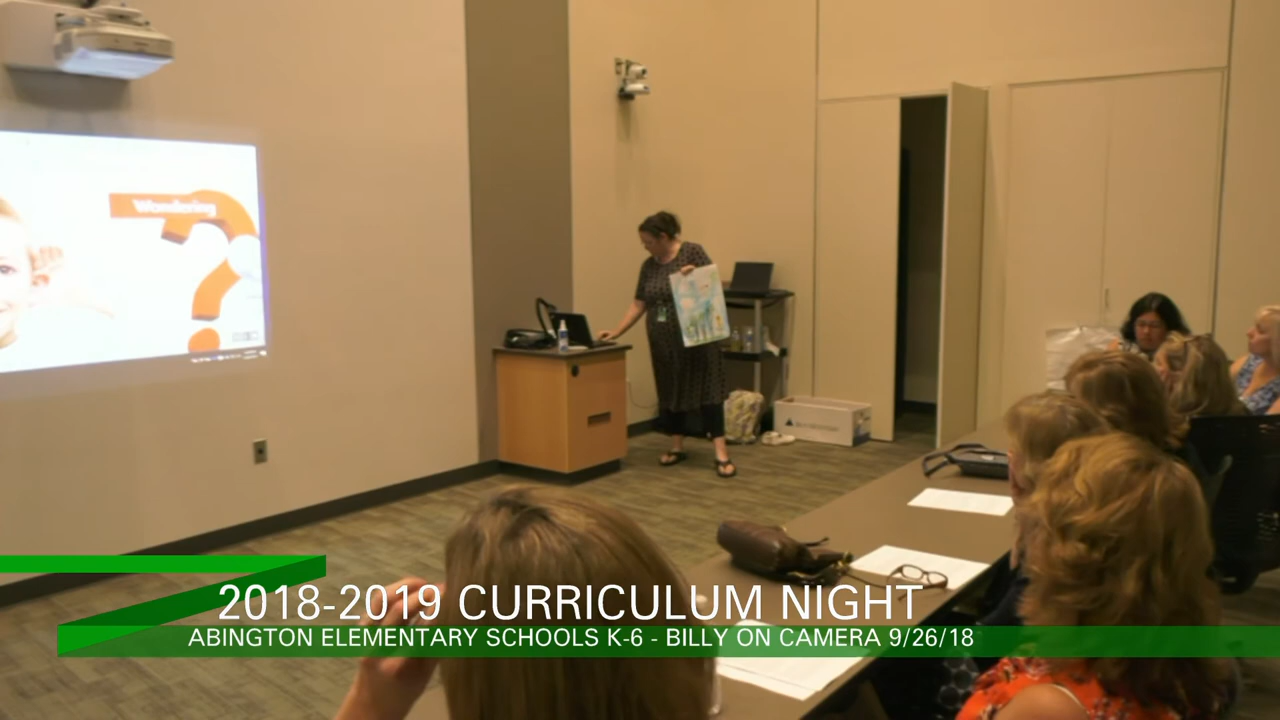 Wondering
2018-2019 CURRICULUM NIGHT
ABINGTON ELEMENTARY SCHOOLS K-6 - BILLY ON CAMERA 9/26/18